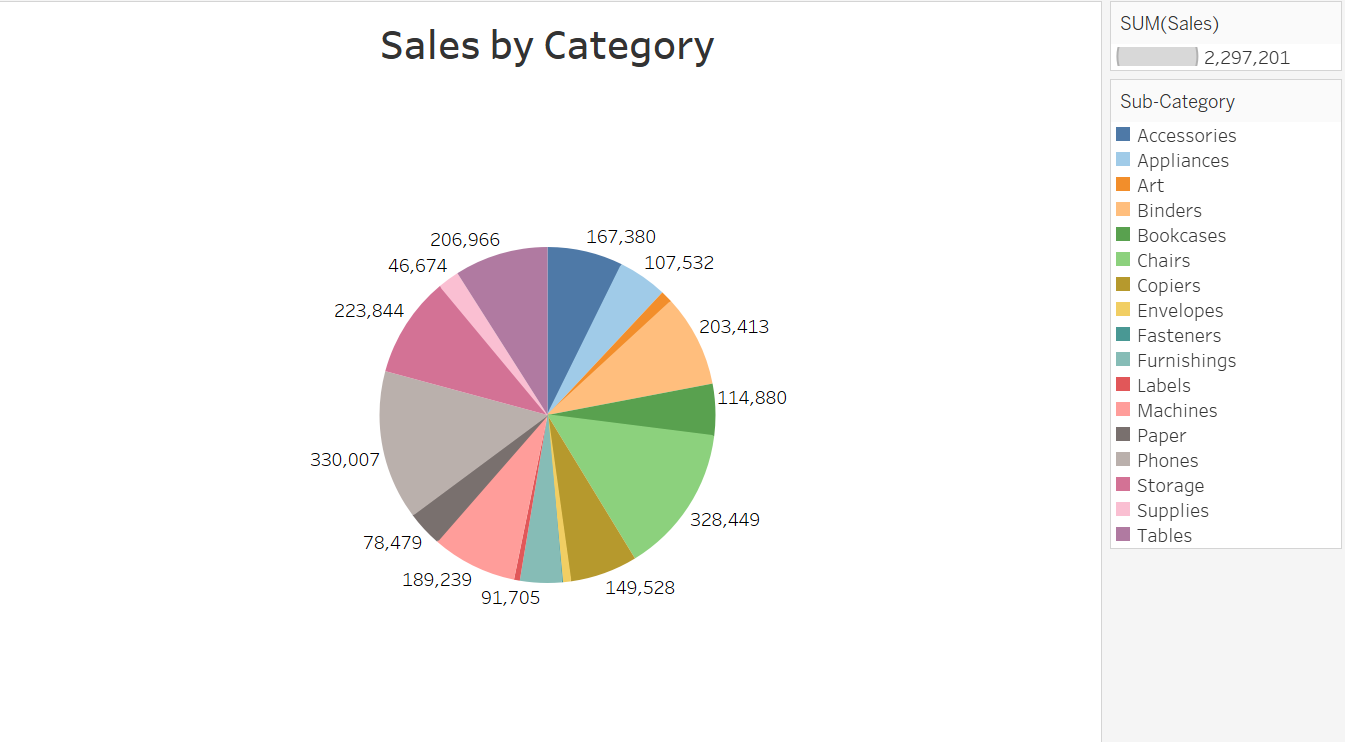 Sales by Category
206,966
167,380
46,674
107,532
223,844
203,413
114,880
330,007
328,449
78,479
189,239
149,528
91,705
SUM(Sales)
2,297,201
Sub-Category
Accessories
Appliances
Art
Binders
Bookcases
Chairs
Copiers
Envelopes
Fasteners
Furnishings
Labels
Machines
Paper
Phones
Storage
Supplies
Tables